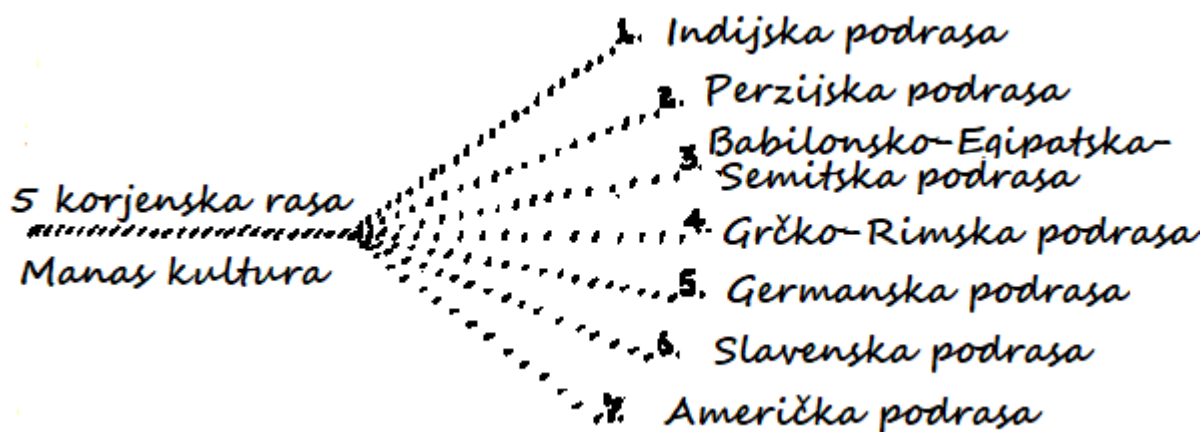 1. Indijska podrasa
2. Perzijska podrasa
3. Babilonsko-Egipatska-
Semitska podrasa
5 korjenska rasa
4. Grčko-Rimska podrasa
Manas kultura
5. Germanska podrasa
6. Slavenska podrasa
7. Američka podrasa